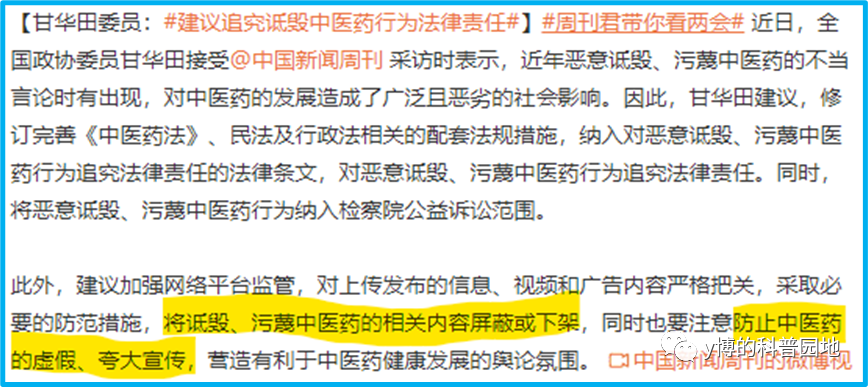 【甘华田委员：#建议追究诋毁中医药行为法律责任#】#周刊君带你看两会# 近日，全
国政协委员甘华田接受@中国新闻周刊 采访时表示，近年恶意诋毁、污蔑中医药的不当
言论时有出现，对中医药的发展造成了广泛且恶劣的社会影响。因此，甘华田建议，修
订完善《中医药法》、民法及行政法相关的配套法规措施，纳入对恶意诋毁、污蔑中医
药行为追究法律责任的法律条文，对恶意诋毁、污蔑中医药行为追究法律责任。同时，
将恶意诋毁、污蔑中医药行为纳入检察院公益诉讼范围。
此外，建议加强网络平台监管，对上传发布的信息、视频和广告内容严格把关，采取必
要的防范措施，将诋毁、污蔑中医药的相关内容屏蔽或下架，同时也要注意防止中医药
的虚假、夸大宣传，营造有利于中医药健康发展的舆论氛围。 中国新闻周刊的微博视
y博的科普园地